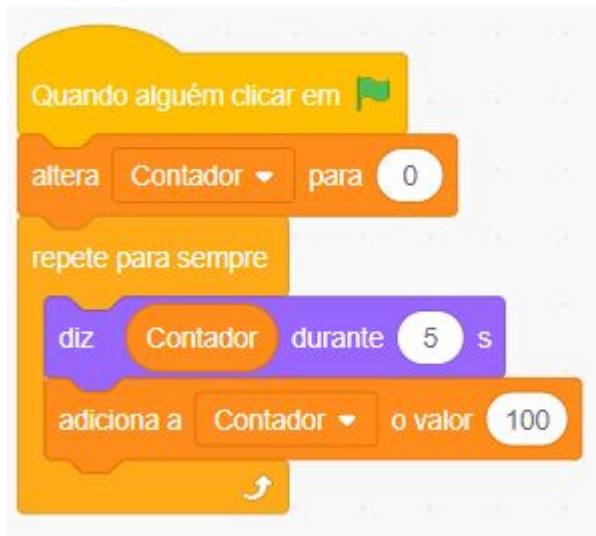 Quando alguém clicar em
altera Contador para 0
repete para sempre
diz Contador durante 5 s
adiciona a Contador o valor 100